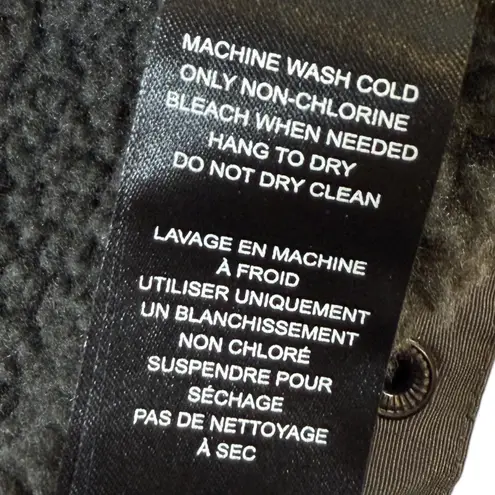 MACHINE WASH COLD
ONLY NON-CHLORINE
BLEACH WHEN NEEDED
HANG TO DRY
DO NOT DRY CLEAN
LAVAGE EN MACHINE
À FROID
UTILISER UNIQUEMENT
UN BLANCHISSEMENT
NON CHLORÉ
SUSPENDRE POUR
SÉCHAGE
PAS DE NETTOYAGE
À SEC